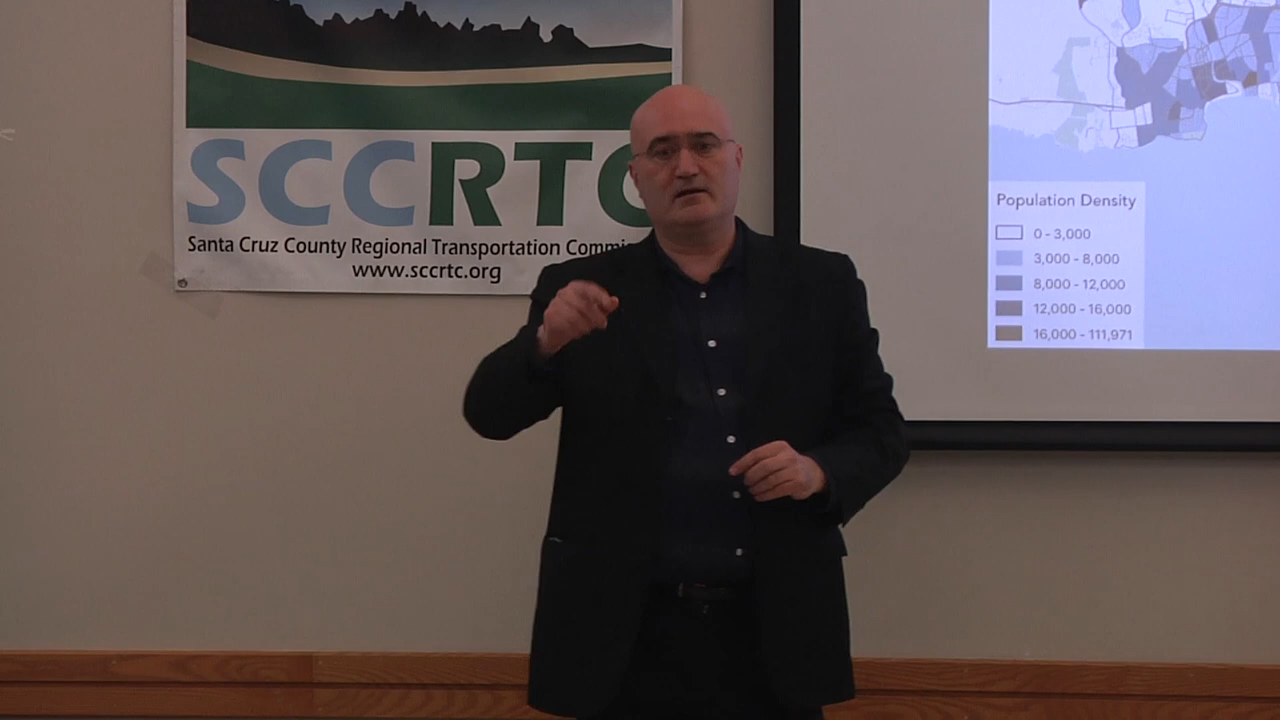 SCCRTC
Santa Cruz County Regional Transportation
www.sccrtc.org
Population Density
0 - 3,000
3,000 - 8,000
8,000 - 12,000
12,000 - 16,000
16,000 - 111,971